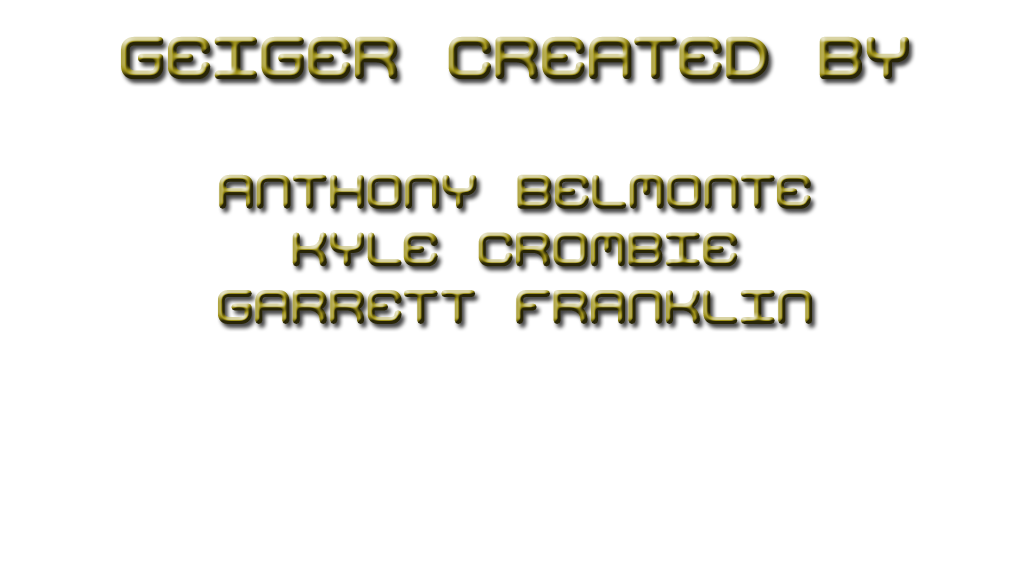 GEIGER CREATED BY
ANTHONY BELMONTE
KYLE CROMBIE
GARRETT FRANKLIN